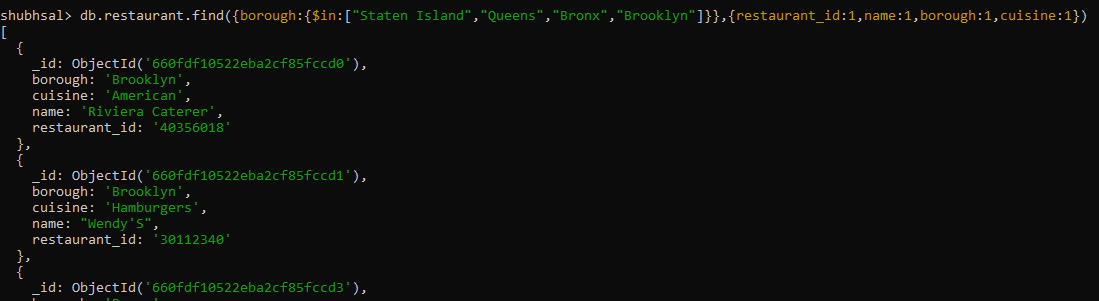 shubhsal> db.restaurant.find({borough:{$in:["Staten Island","Queens","Bronx","Brooklyn"]}},{restaurant_id:1,name:1,borough:1,cuisine:1})
[
  {
    _id: ObjectId('660fdf10522eba2cf85fccd0'),
    borough: 'Brooklyn',
    cuisine: 'American',
    name: 'Riviera Caterer',
    restaurant_id: '40356018'
  },
  {
    _id: ObjectId('660fdf10522eba2cf85fccd1'),
    borough: 'Brooklyn',
    cuisine: 'Hamburgers',
    name: "Wendy'S",
    restaurant_id: '30112340'
  },
  {
    _id: ObjectId('660fdf10522eba2cf85fccd3'),